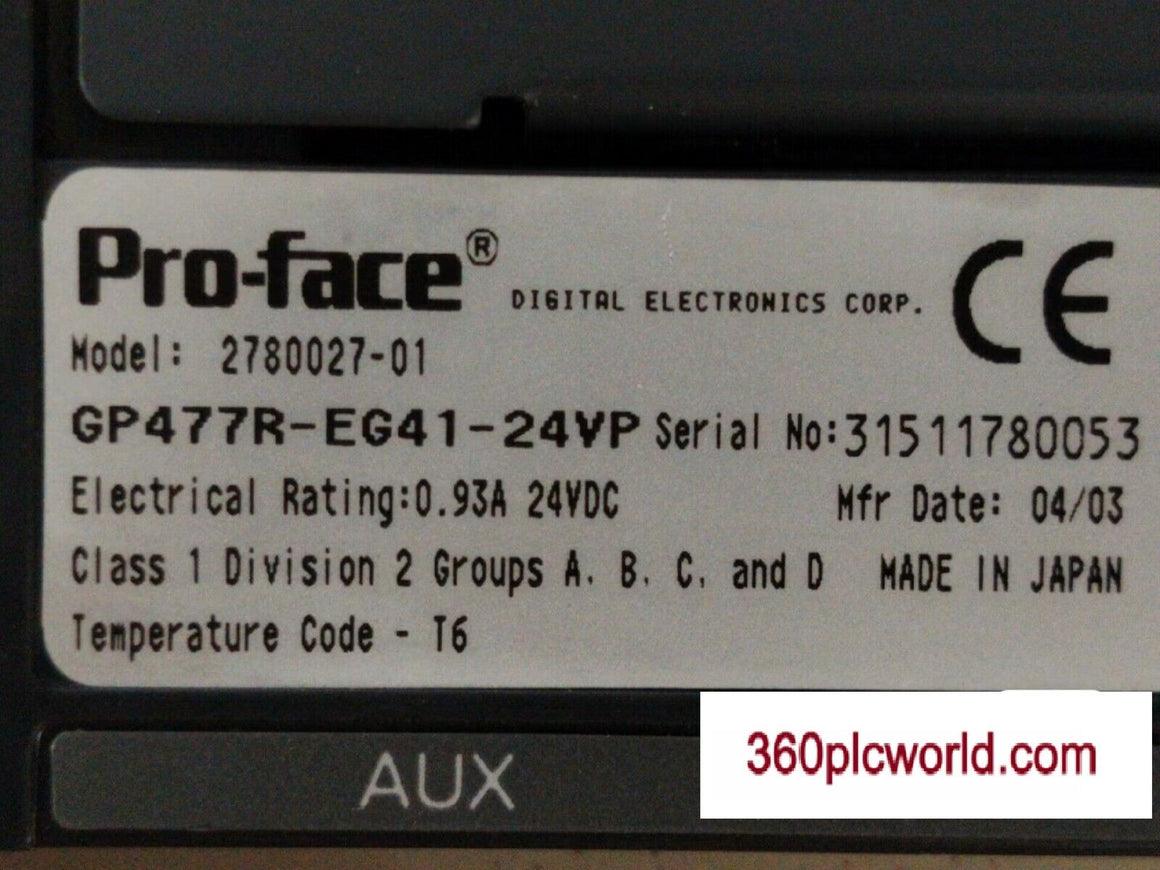 Pro-face® DIGITAL ELECTRONICS CORP. CE
Model: 2780027-01
GP477R-EG41-24VP Serial No:31511780053
Electrical Rating:0.93A 24VDC Mfr Date: 04/03
Class 1 Division 2 Groups A. B. C. and D MADE IN JAPAN
Temperature Code - T6
AUX
360plcworld.com